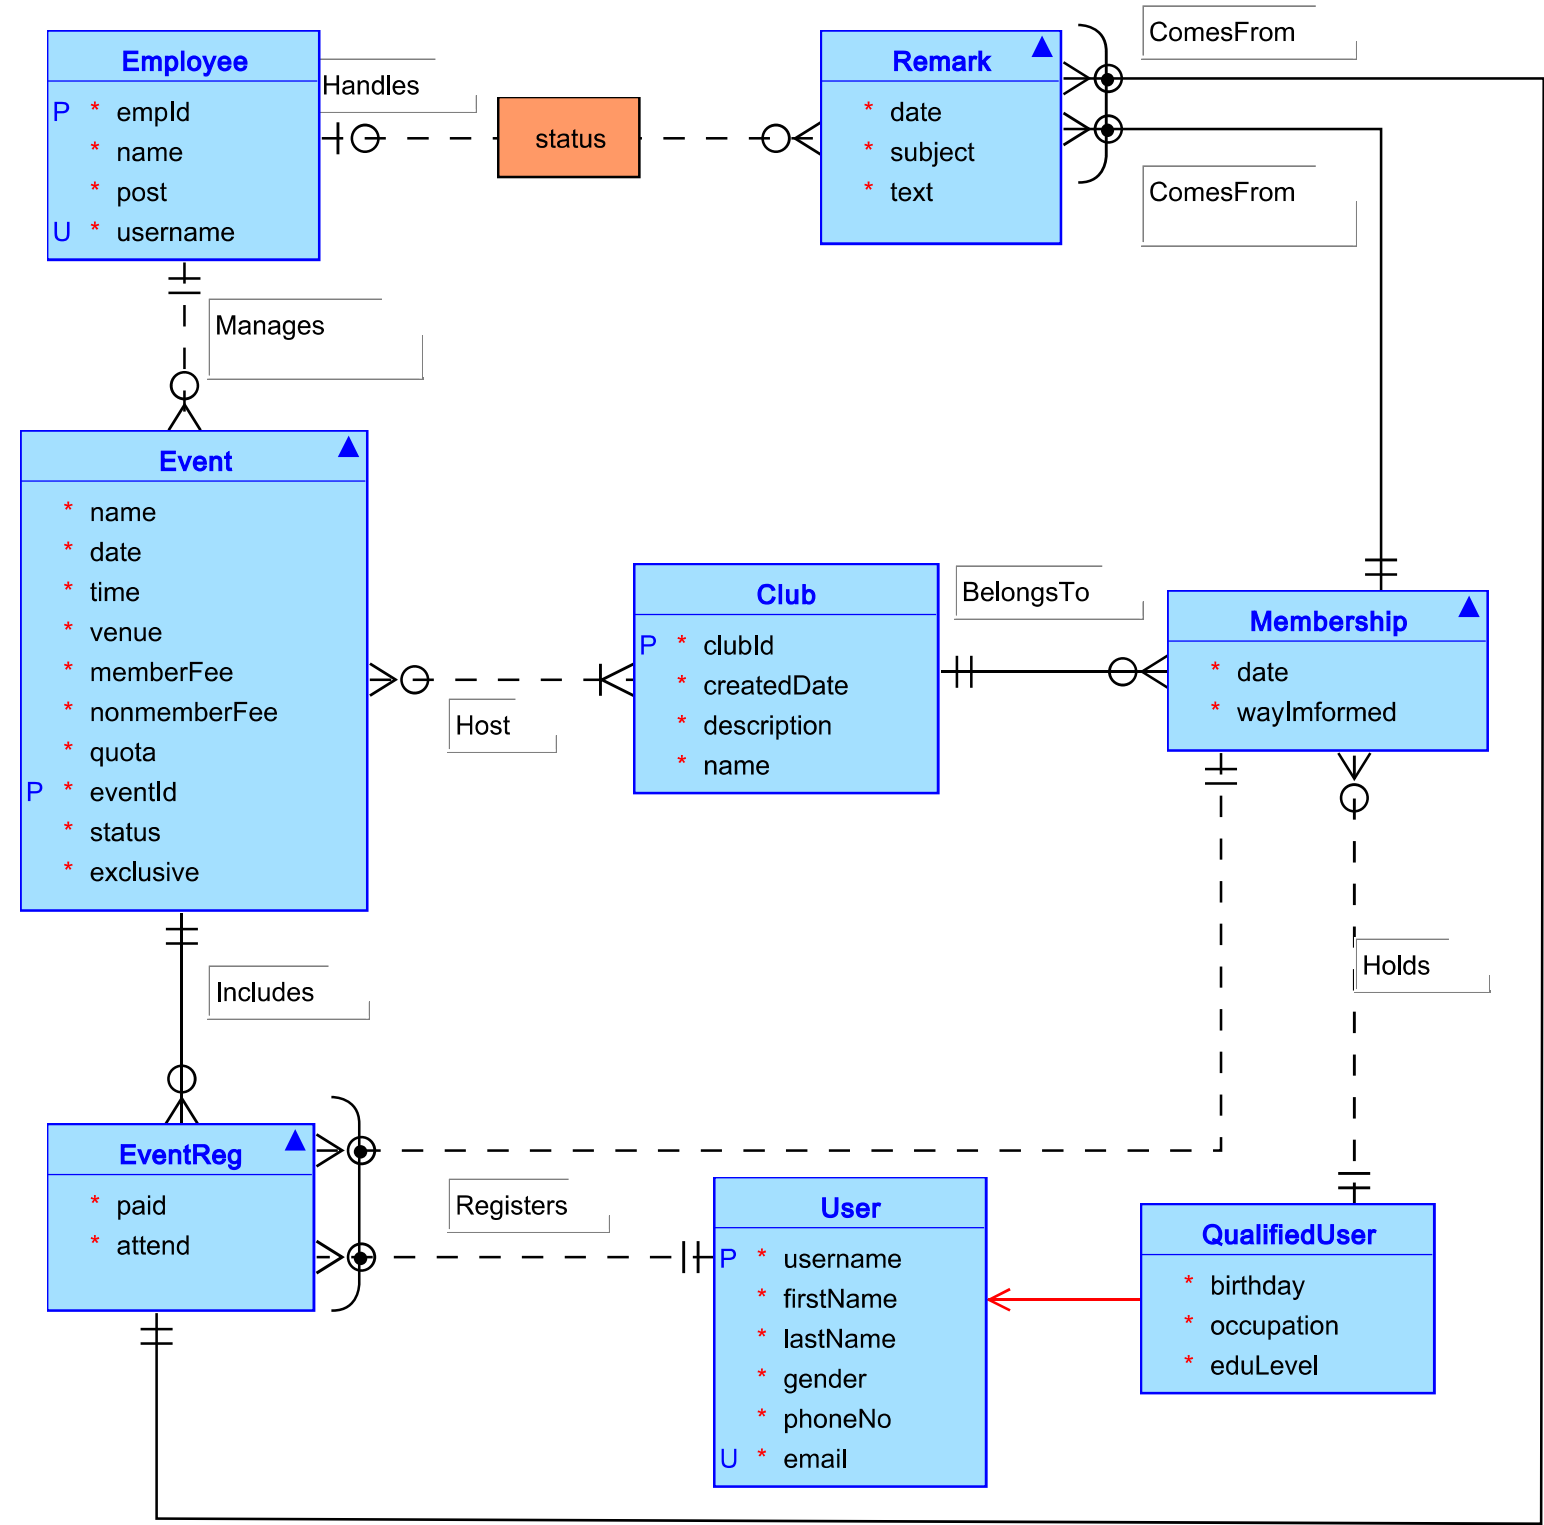 Employee
P * empId
* name
* post
U * username
Handles
status
Remark
* date
* subject
* text
ComesFrom
ComesFrom
Manages
Event
* name
* date
* time
* venue
* memberFee
* nonmemberFee
* quota
P * eventId
* status
* exclusive
Host
Club
P * clubId
* createdDate
* description
* name
BelongsTo
Membership
* date
* wayImformed
Includes
Holds
EventReg
* paid
* attend
Registers
User
P * username
* firstName
* lastName
* gender
* phoneNo
U * email
QualifiedUser
* birthday
* occupation
* eduLevel